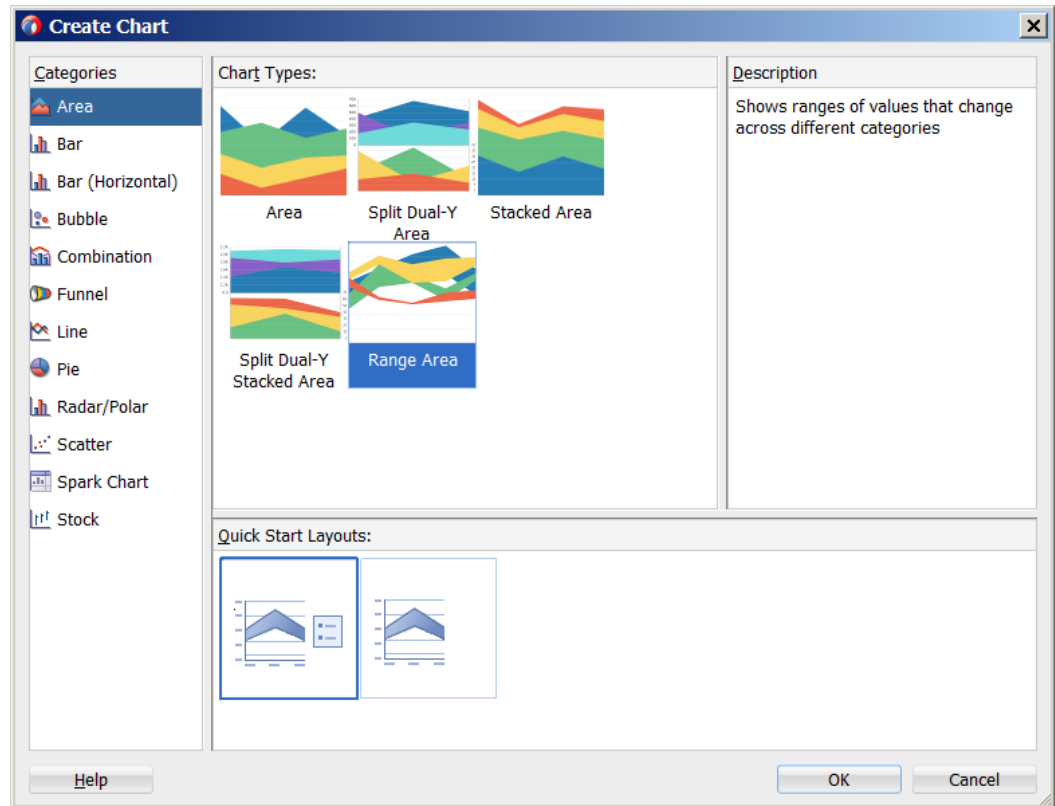 Create Chart
Categories
Area
Bar
Bar (Horizontal)
Bubble
Combination
Funnel
Line
Pie
Radar/Polar
Scatter
Spark Chart
Stock
Chart Types:
Area
Split Dual-Y
Area
Stacked Area
Split Dual-Y
Stacked Area
Range Area
Description
Shows ranges of values that change
across different categories
Quick Start Layouts:
Help
OK
Cancel